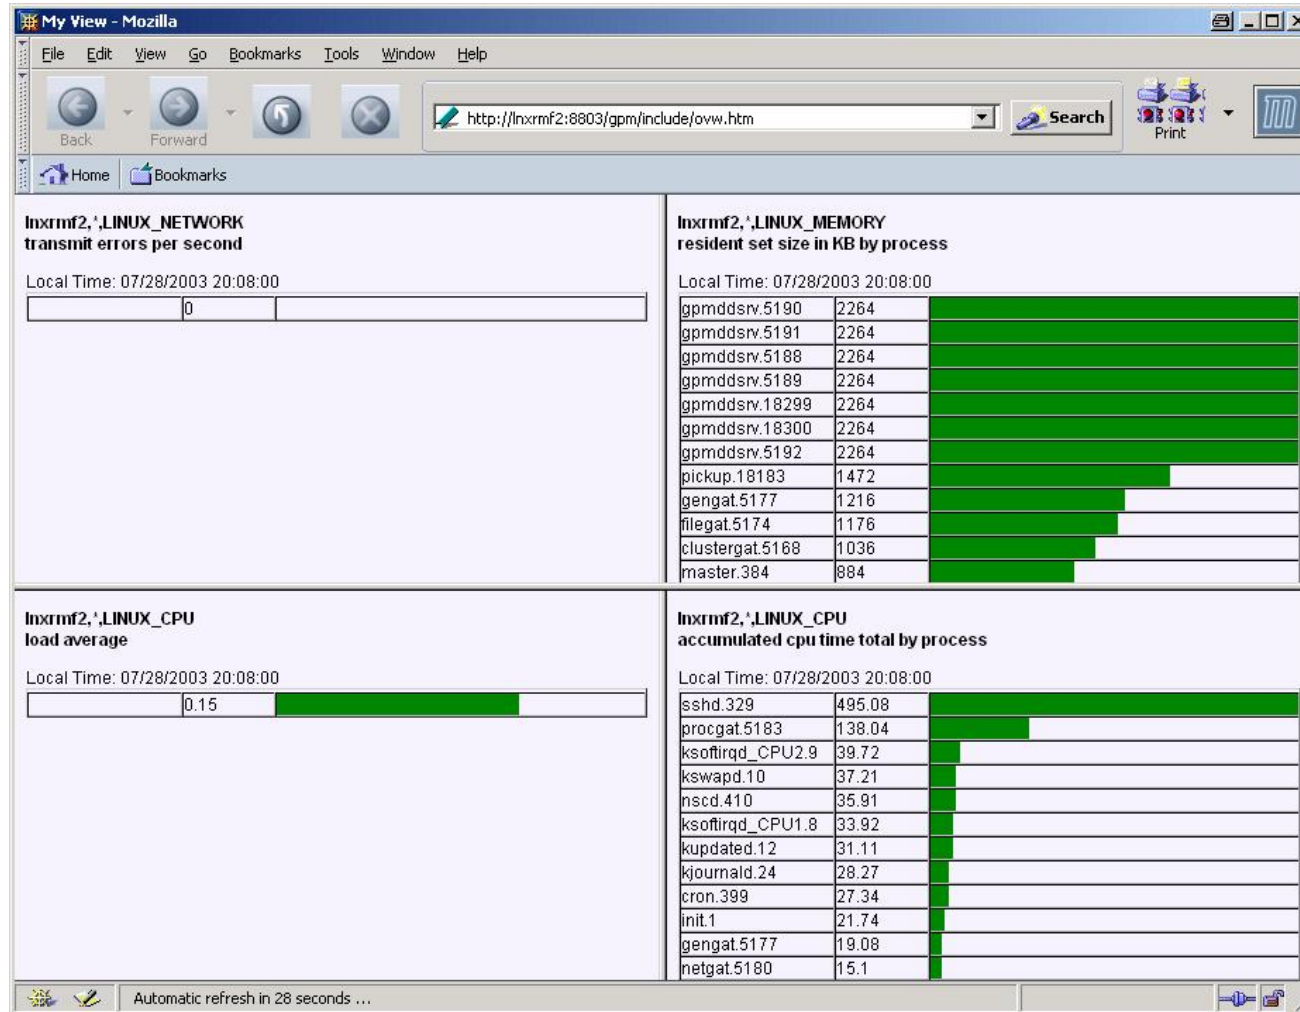 My View - Mozilla
File Edit View Go Bookmarks Tools Window Help
Back Forward http://lnxrmf2:8803/gpm/include/ovw.htm Search Print
Home Bookmarks
lnxrmf2,*,LINUX_NETWORK
transmit errors per second
Local Time: 07/28/2003 20:08:00
0
lnxrmf2,*,LINUX_MEMORY
resident set size in KB by process
Local Time: 07/28/2003 20:08:00
gpmddsrv.5190 2264
gpmddsrv.5191 2264
gpmddsrv.5188 2264
gpmddsrv.5189 2264
gpmddsrv.18299 2264
gpmddsrv.18300 2264
gpmddsrv.5192 2264
pickup.18183 1472
gengat.5177 1216
filegat.5174 1176
clustergat.5168 1036
master.384 884
lnxrmf2,*,LINUX_CPU
load average
Local Time: 07/28/2003 20:08:00
0.15
lnxrmf2,*,LINUX_CPU
accumulated cpu time total by process
Local Time: 07/28/2003 20:08:00
sshd.329 495.08
procgat.5183 138.04
ksoftirqd_CPU2.9 39.72
kswapd.10 37.21
nscd.410 35.91
ksoftirqd_CPU1.8 33.92
kupdated.12 31.11
kjournald.24 28.27
cron.399 27.34
init.1 21.74
gengat.5177 19.08
netgat.5180 15.1
Automatic refresh in 28 seconds ...